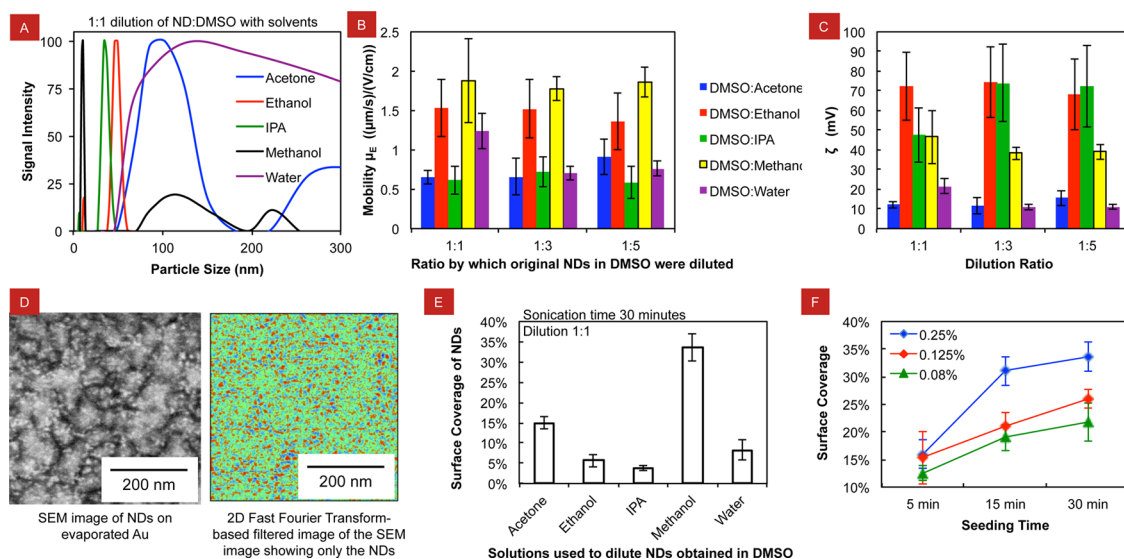 A
1:1 dilution of ND:DMSO with solvents
Signal Intensity
100
75
50
25
0
0
100
200
300
Particle Size (nm)
Acetone
Ethanol
IPA
Methanol
Water
B
Mobility μE ((μm/s)/(V/cm))
2.5
2
1.5
1
0.5
0
1:1
1:3
1:5
Ratio by which original NDs in DMSO were diluted
DMSO:Acetone
DMSO:Ethanol
DMSO:IPA
DMSO:Methanol
DMSO:Water
C
ζ (mV)
100
90
80
70
60
50
40
30
20
10
0
1:1
1:3
1:5
Dilution Ratio
D
200 nm
SEM image of NDs on
evaporated Au
200 nm
2D Fast Fourier Transform-
based filtered image of the SEM
image showing only the NDs
E
Sonication time 30 minutes
Dilution 1:1
Surface Coverage of NDs
40%
35%
30%
25%
20%
15%
10%
5%
0%
Acetone
Ethanol
IPA
Methanol
Water
Solutions used to dilute NDs obtained in DMSO
F
Surface Coverage
40%
35%
30%
25%
20%
15%
10%
0.25%
0.125%
0.08%
5 min
15 min
30 min
Seeding Time